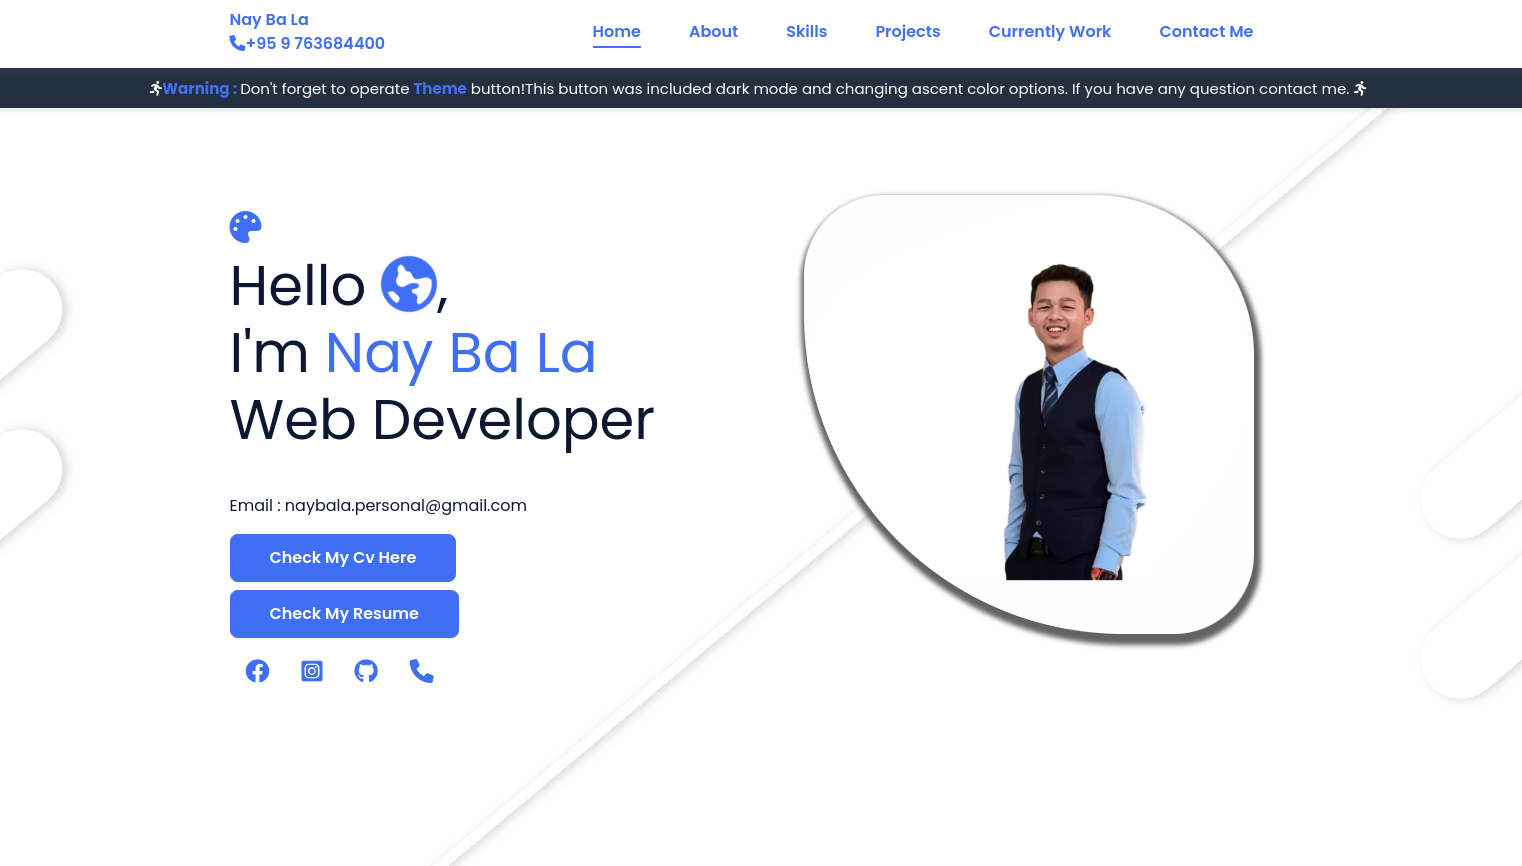 Nay Ba La
+95 9 763684400
Home
About
Skills
Projects
Currently Work
Contact Me
Warning : Don't forget to operate Theme button!This button was included dark mode and changing ascent color options. If you have any question contact me.
Hello ,
I'm Nay Ba La
Web Developer
Email : naybala.personal@gmail.com
Check My Cv Here
Check My Resume